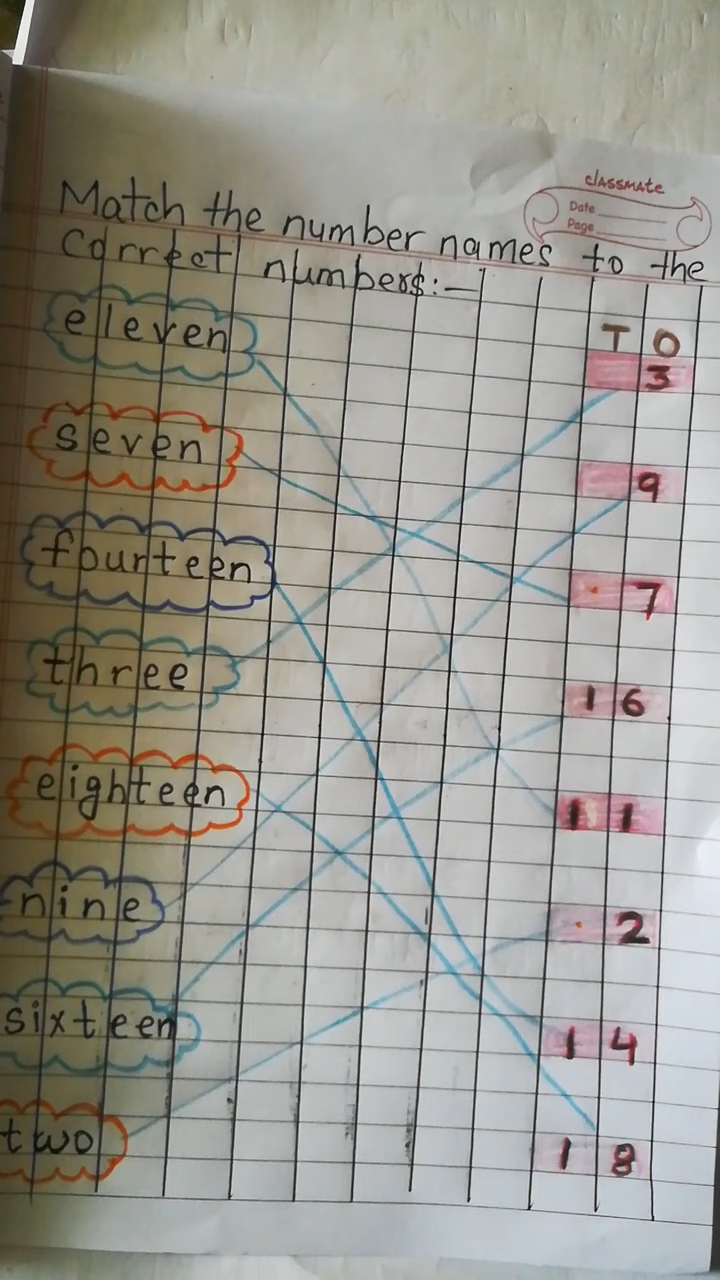 classmate
Date
Page
Match the number names to the
Correct numbers:-
T O
eleven 3
seven 9
fourteen 7
three 16
eighteen 11
nine 2
sixteen 14
two 18